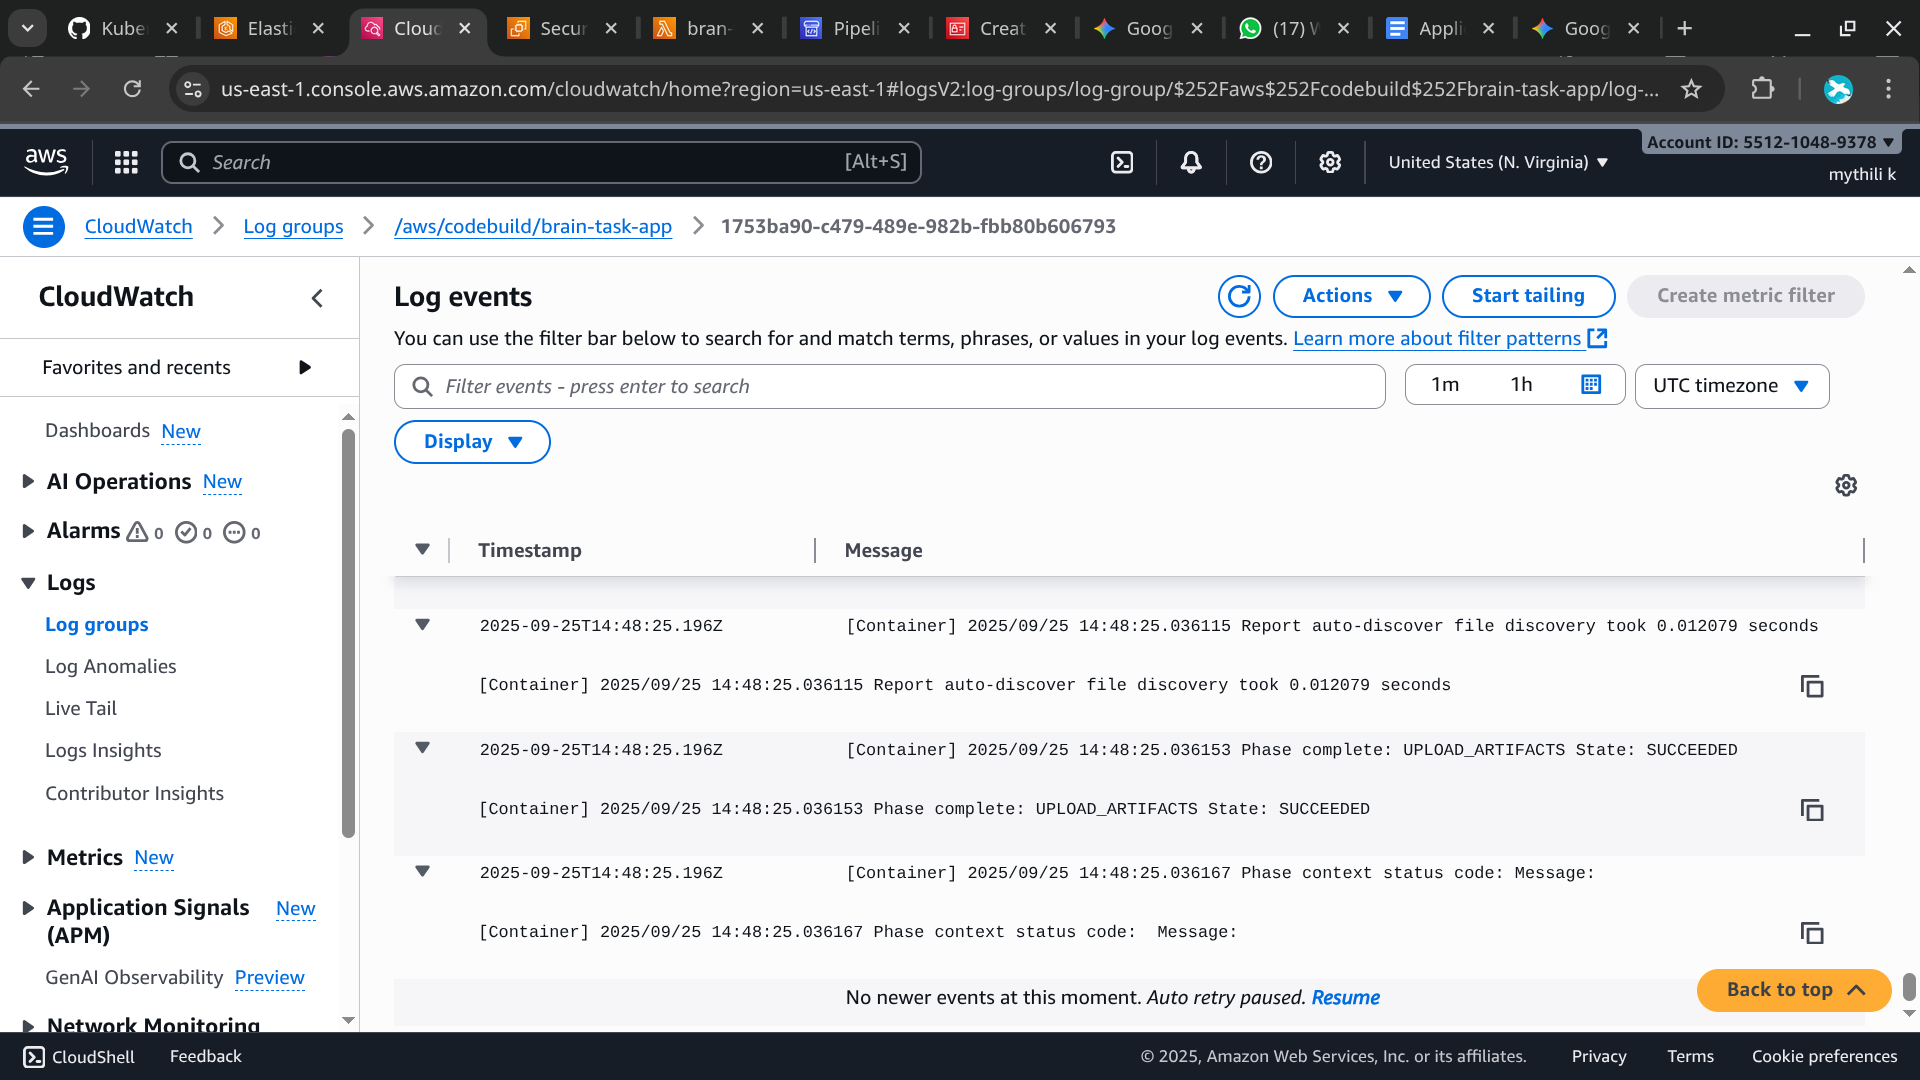 Kube
Elasti
Cloud
Secur
bran-
Pipeli
Creat
Goog
(17) W
Appli
Goog
us-east-1.console.aws.amazon.com/cloudwatch/home?region=us-east-1#logsV2:log-groups/log-group/$252Faws$252Fcodebuild$252Fbrain-task-app/log-...
aws
Search
[Alt+S]
United States (N. Virginia)
Account ID: 5512-1048-9378
mythili k
CloudWatch
Log groups
/aws/codebuild/brain-task-app
1753ba90-c479-489e-982b-fbb80b606793
CloudWatch
Favorites and recents
Dashboards New
AI Operations New
Alarms 0 0 0
Logs
Log groups
Log Anomalies
Live Tail
Logs Insights
Contributor Insights
Metrics New
Application Signals New
(APM)
GenAI Observability Preview
Network Monitoring
Log events
Actions
Start tailing
Create metric filter
You can use the filter bar below to search for and match terms, phrases, or values in your log events. Learn more about filter patterns
Filter events - press enter to search
1m
1h
UTC timezone
Display
Timestamp
Message
2025-09-25T14:48:25.196Z [Container] 2025/09/25 14:48:25.036115 Report auto-discover file discovery took 0.012079 seconds
[Container] 2025/09/25 14:48:25.036115 Report auto-discover file discovery took 0.012079 seconds
2025-09-25T14:48:25.196Z [Container] 2025/09/25 14:48:25.036153 Phase complete: UPLOAD_ARTIFACTS State: SUCCEEDED
[Container] 2025/09/25 14:48:25.036153 Phase complete: UPLOAD_ARTIFACTS State: SUCCEEDED
2025-09-25T14:48:25.196Z [Container] 2025/09/25 14:48:25.036167 Phase context status code: Message:
[Container] 2025/09/25 14:48:25.036167 Phase context status code:  Message:
No newer events at this moment. Auto retry paused. Resume
Back to top
CloudShell
Feedback
© 2025, Amazon Web Services, Inc. or its affiliates.
Privacy
Terms
Cookie preferences